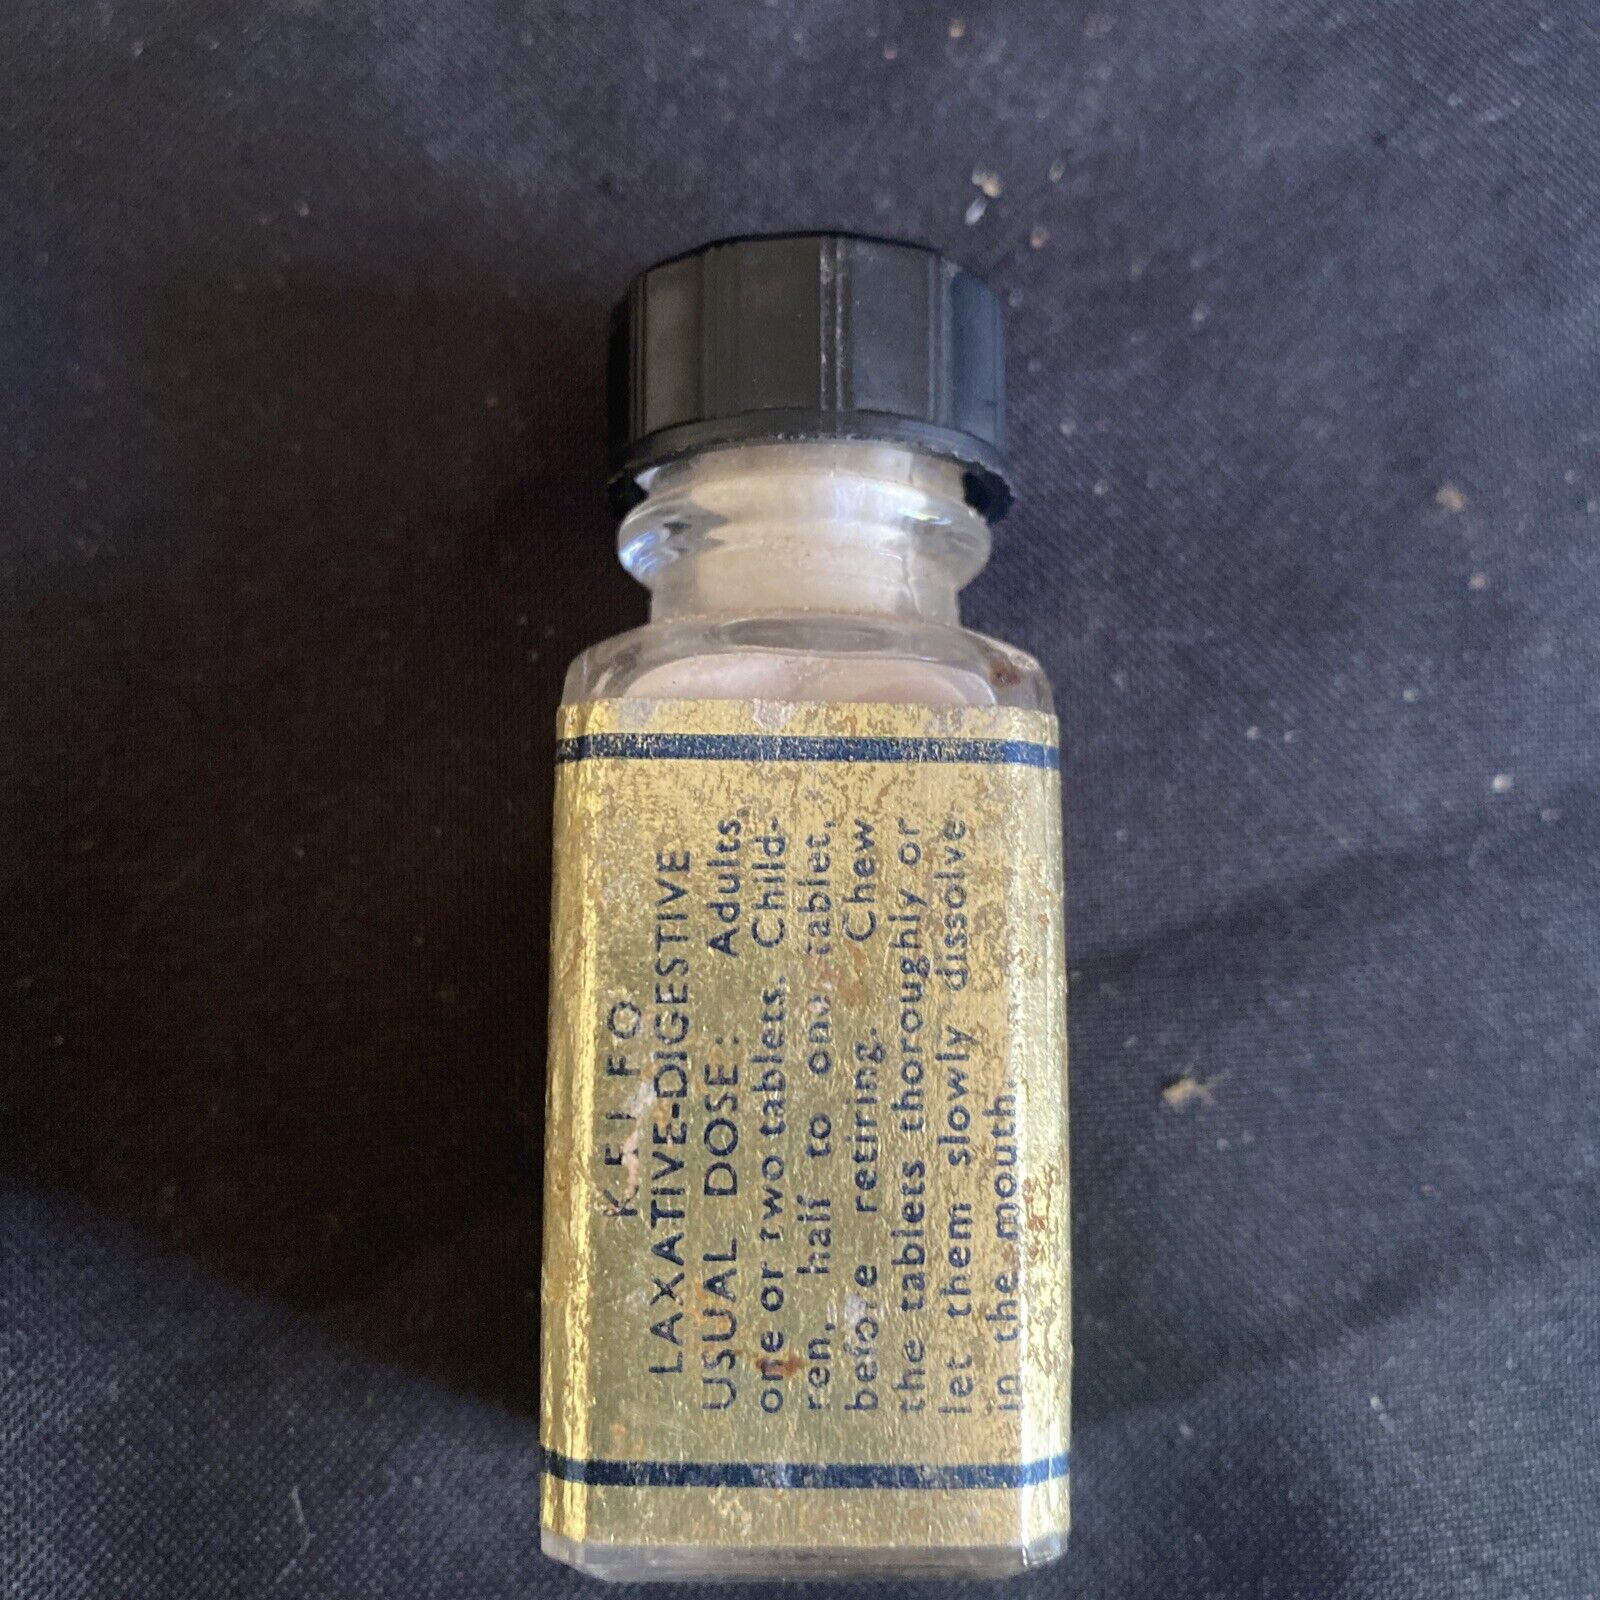 KEIFO
LAXATIVE-DIGESTIVE
USUAL DOSE: Adults,
one or two tablets. Child-
ren, half to one tablet,
before retiring. Chew
the tablets thoroughly or
let them slowly dissolve
in the mouth.